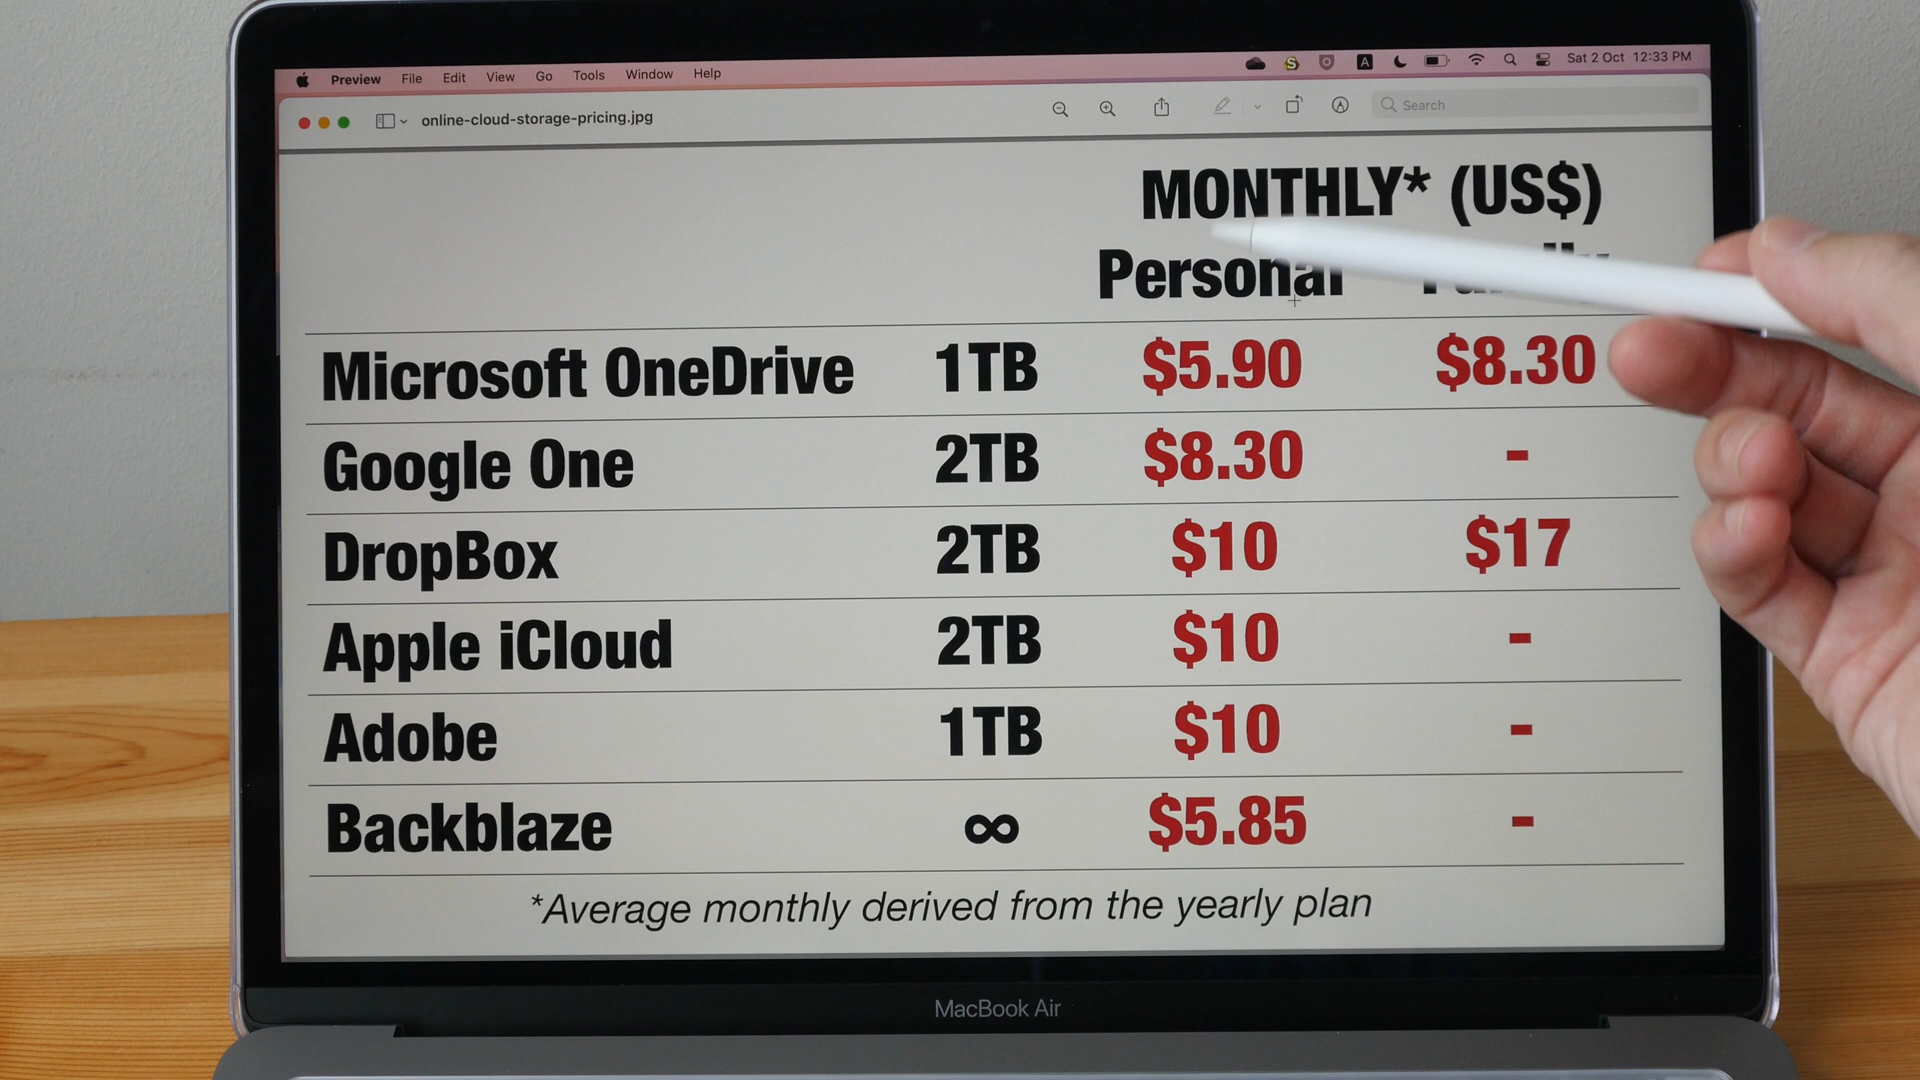 Preview File Edit View Go Tools Window Help S A Sat 2 Oct 12:33 PM
online-cloud-storage-pricing.jpg Search
MONTHLY* (US$)
Personal
Microsoft OneDrive 1TB $5.90 $8.30
Google One 2TB $8.30 -
DropBox 2TB $10 $17
Apple iCloud 2TB $10 -
Adobe 1TB $10 -
Backblaze ∞ $5.85 -
*Average monthly derived from the yearly plan
MacBook Air